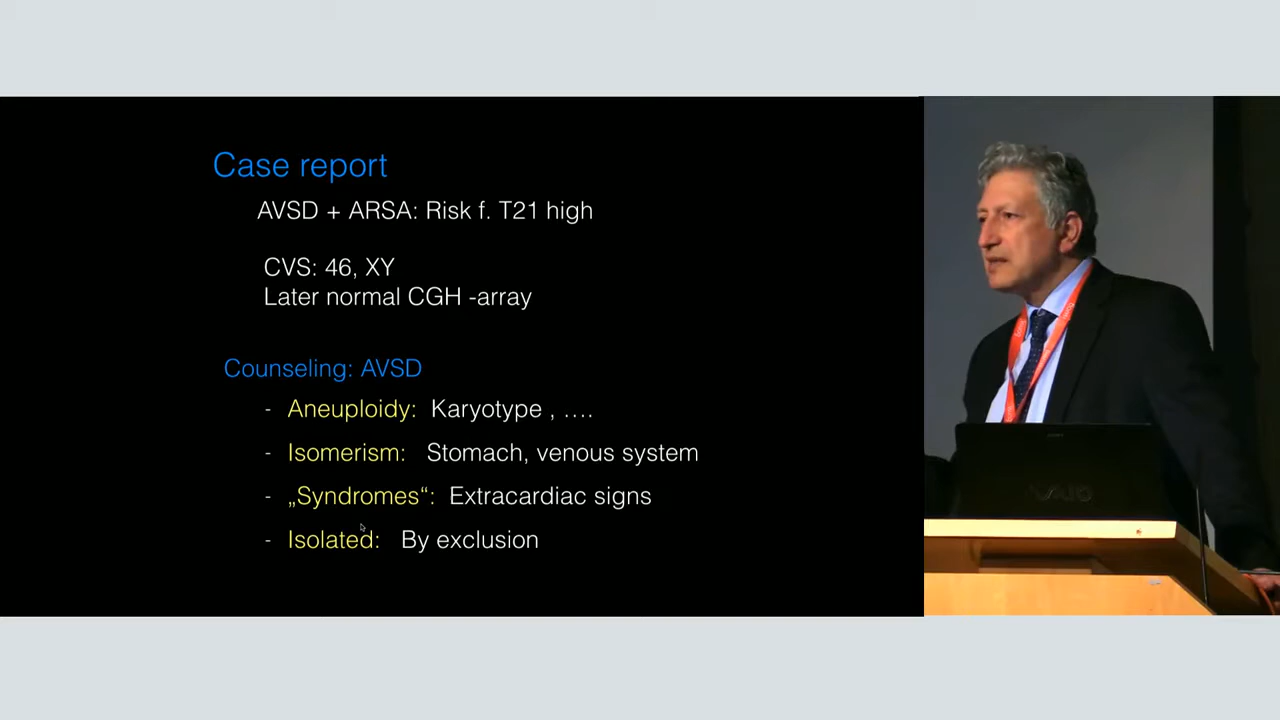 Case report
AVSD + ARSA: Risk f. T21 high
CVS: 46, XY
Later normal CGH -array
Counseling: AVSD
- Aneuploidy: Karyotype , ....
- Isomerism: Stomach, venous system
- „Syndromes“: Extracardiac signs
- Isolated: By exclusion
VAIO